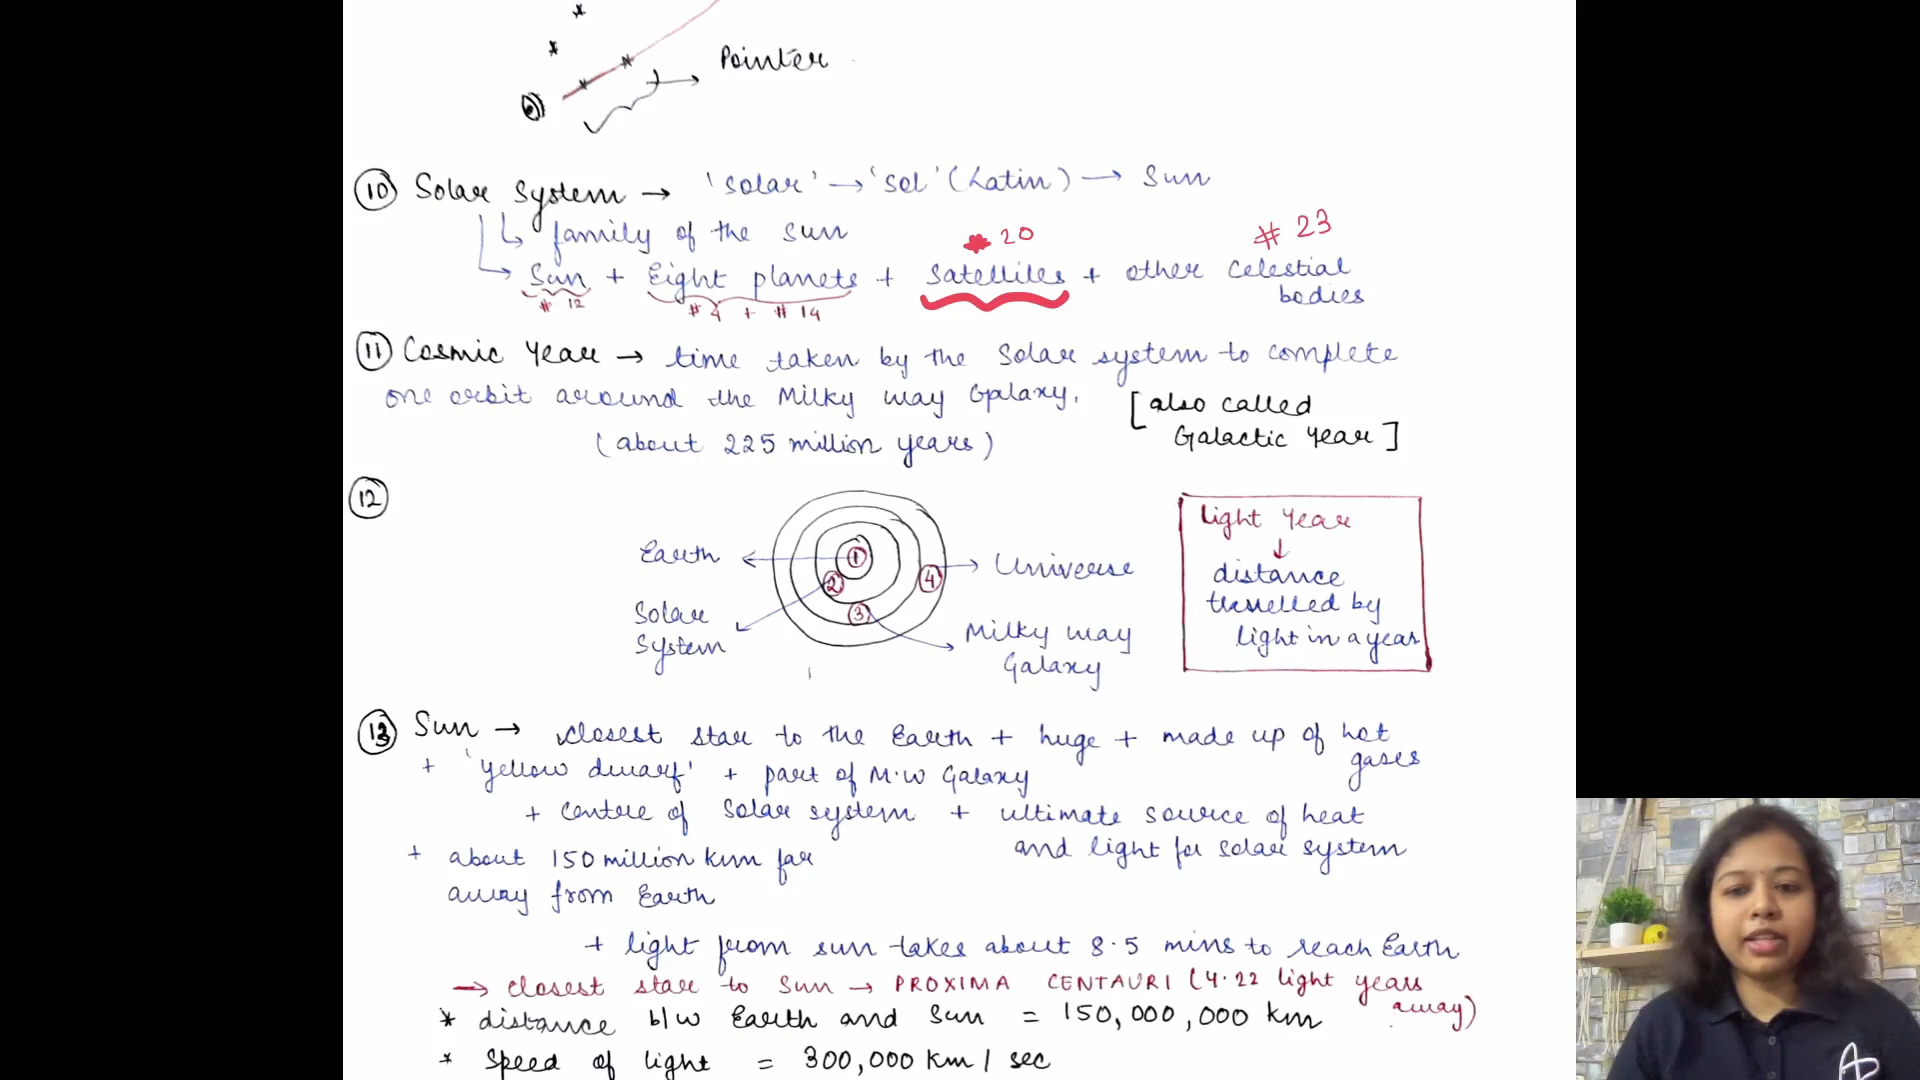 Pointer
⑩ Solar System → 'Solar' → 'Sol' (Latin) → Sun
↳ family of the sun
* 20
# 23
↳ Sun + Eight planets + Satellites + other celestial bodies
# 12
# 4 + # 14
⑪ Cosmic Year → time taken by the Solar system to complete
one orbit around the Milky way Galaxy.
[also called
Galactic Year]
(about 225 million years)
⑫
Earth
①
②
③
④
Universe
Solar
System
Milky way
Galaxy
Light Year
↓
distance
travelled by
light in a year
⑬ Sun → closest star to the Earth + huge + made up of hot
gases
+ 'yellow dwarf' + part of M.W Galaxy
+ centre of Solar system + ultimate source of heat
and light for solar system
+ about 150 million km far
away from Earth
+ light from sun takes about 8.5 mins to reach Earth
→ closest star to Sun → PROXIMA CENTAURI (4.22 light years
away)
* distance b/w Earth and Sun = 150,000,000 km
* Speed of light = 300,000 km / sec